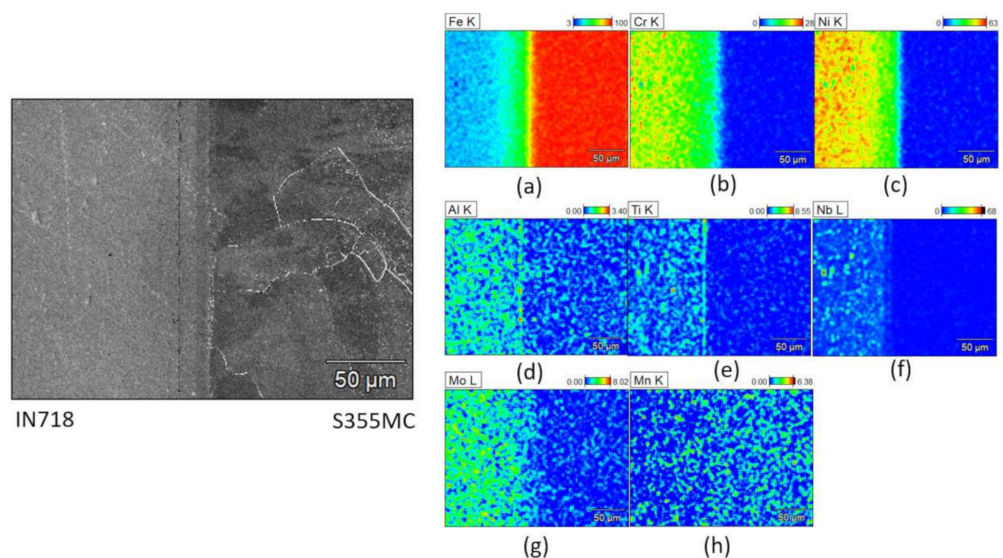 Fe K 3 100
Cr K 0 28
Ni K 0 63
50 µm 50 µm 50 µm
(a) (b) (c)
50 µm
IN718 S355MC
Al K 0.00 3.40
Ti K 0.00 8.55
Nb L 0 68
50 µm 50 µm 50 µm
(d) (e) (f)
Mo L 0.00 8.02
Mn K 0.00 6.38
50 µm 50 µm
(g) (h)